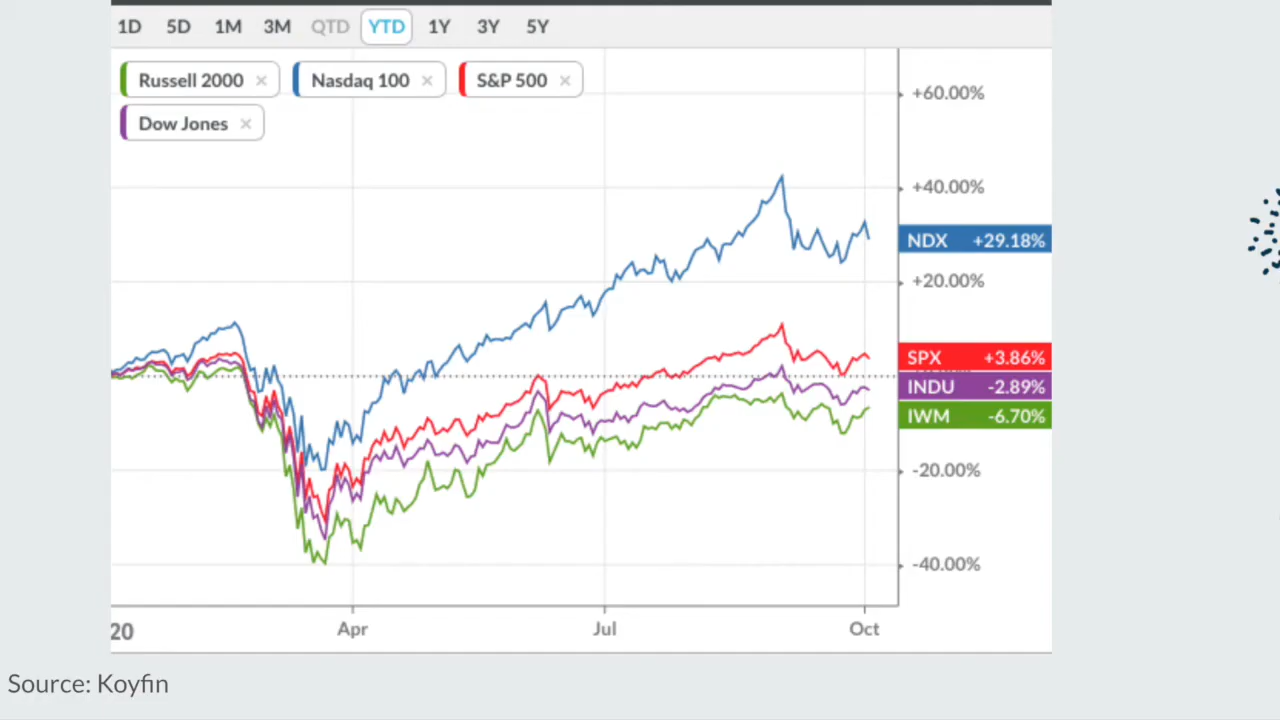 1D 5D 1M 3M QTD YTD 1Y 3Y 5Y
Russell 2000 × Nasdaq 100 × S&P 500 ×
Dow Jones ×
+60.00%
+40.00%
NDX +29.18%
+20.00%
SPX +3.86%
INDU -2.89%
IWM -6.70%
-20.00%
-40.00%
20 Apr Jul Oct
Source: Koyfin